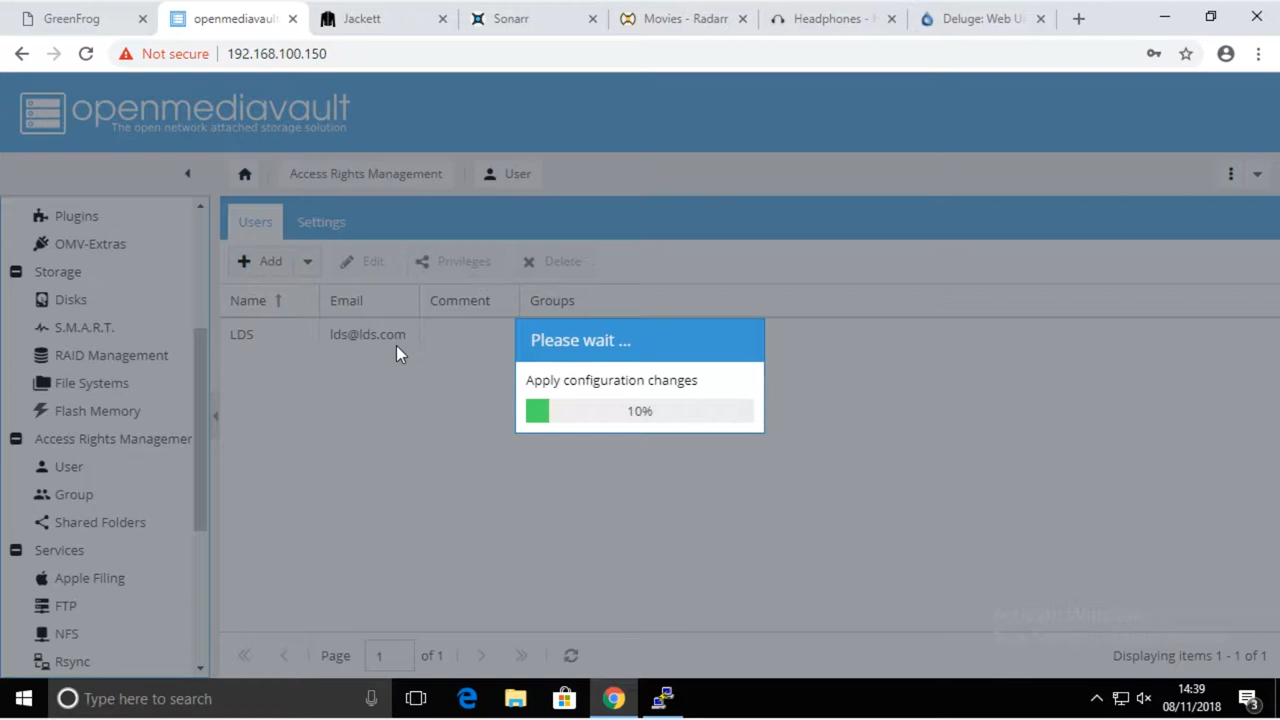 GreenFrog
openmediavault
Jackett
Sonarr
Movies - Radarr
Headphones -
Deluge: Web U
Not secure
192.168.100.150
openmediavault
The open network attached storage solution
Access Rights Management
User
Plugins
OMV-Extras
Storage
Disks
S.M.A.R.T.
RAID Management
File Systems
Flash Memory
Access Rights Managemen
User
Group
Shared Folders
Services
Apple Filing
FTP
NFS
Rsync
Users
Settings
Add
Edit
Privileges
Delete
Name
Email
Comment
Groups
LDS
lds@lds.com
Please wait ...
Apply configuration changes
10%
Page
1
of 1
Displaying items 1 - 1 of 1
Type here to search
14:39
08/11/2018
3